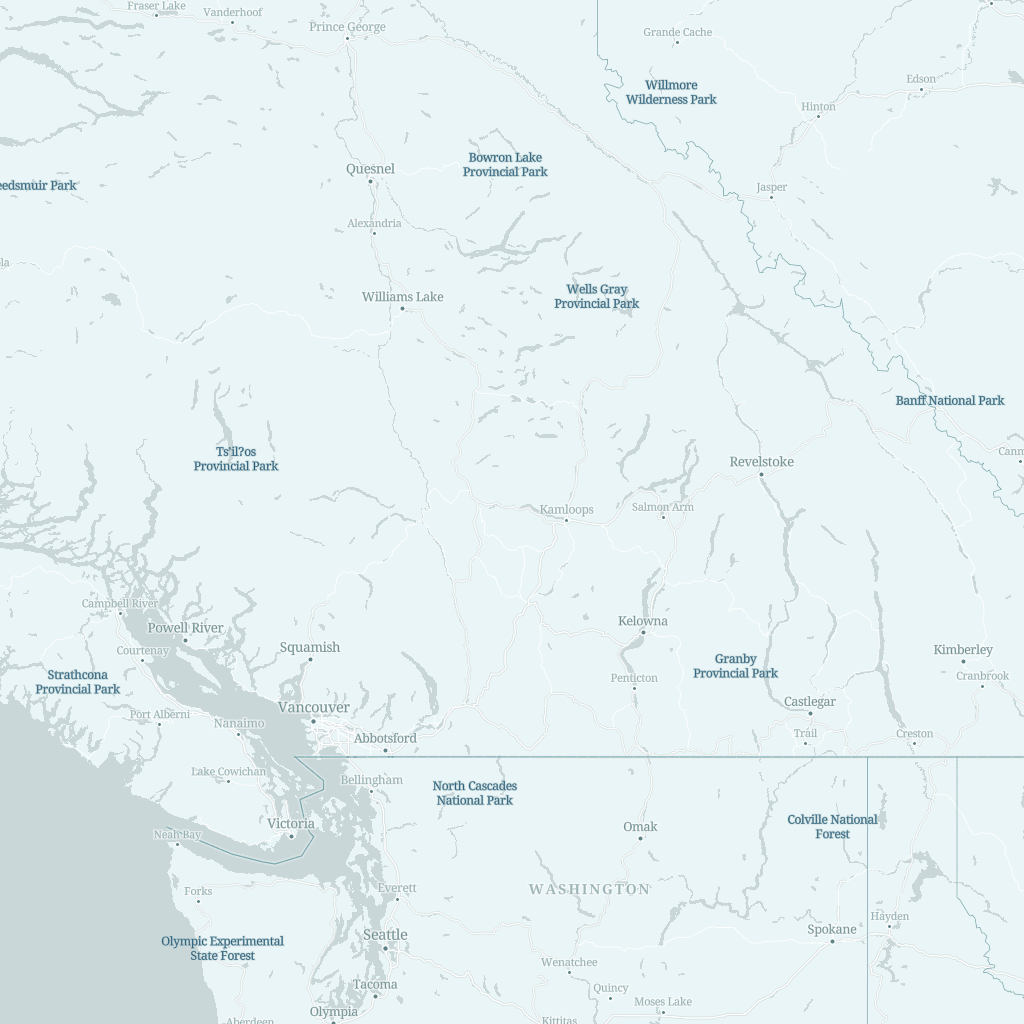 Fraser Lake
Vanderhoof
Prince George
Grande Cache
Willmore
Wilderness Park
Edson
Hinton
Bowron Lake
Provincial Park
Quesnel
eedsmuir Park
Jasper
Alexandria
la
Wells Gray
Provincial Park
Williams Lake
Banff National Park
Ts'il?os
Provincial Park
Revelstoke
Canm
Kamloops
Salmon Arm
Campbell River
Powell River
Kelowna
Courtenay
Squamish
Kimberley
Strathcona
Provincial Park
Granby
Provincial Park
Penticton
Cranbrook
Castlegar
Vancouver
Port Alberni
Nanaimo
Trail
Creston
Abbotsford
Lake Cowichan
Bellingham
North Cascades
National Park
Victoria
Omak
Colville National
Forest
Neah Bay
Forks
Everett
WASHINGTON
Hayden
Spokane
Seattle
Olympic Experimental
State Forest
Wenatchee
Tacoma
Quincy
Moses Lake
Olympia
Aberdeen
Kittitas